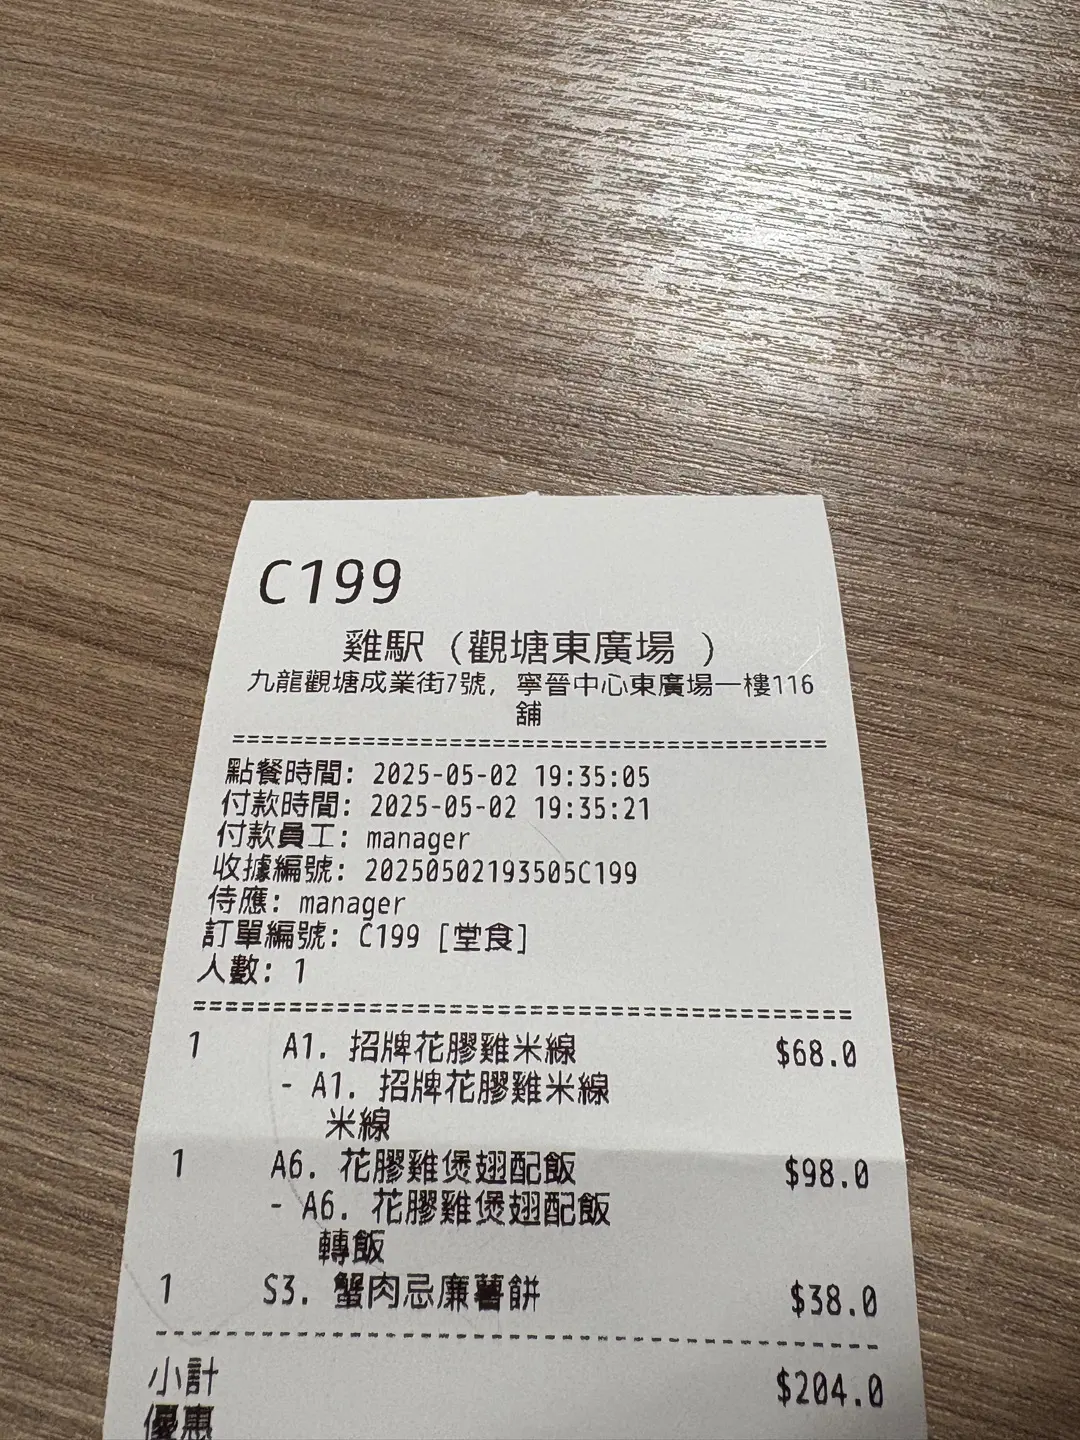 C199
雞駅（觀塘東廣場 ）
九龍觀塘成業街7號, 寧晉中心東廣場一樓116
舖
=========================================
點餐時間: 2025-05-02 19:35:05
付款時間: 2025-05-02 19:35:21
付款員工: manager
收據編號: 20250502193505C199
侍應: manager
訂單編號: C199 [堂食]
人數: 1
=========================================
1 A1. 招牌花膠雞米線 $68.0
- A1. 招牌花膠雞米線
米線
1 A6. 花膠雞煲翅配飯 $98.0
- A6. 花膠雞煲翅配飯
轉飯
1 S3. 蟹肉忌廉薯餅 $38.0
-----------------------------------------
小計 $204.0
優惠